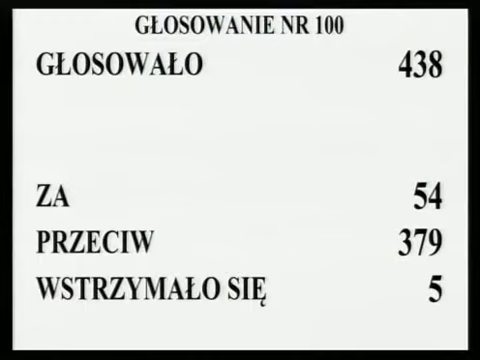 GŁOSOWANIE NR 100
GŁOSOWAŁO 438
ZA 54
PRZECIW 379
WSTRZYMAŁO SIĘ 5